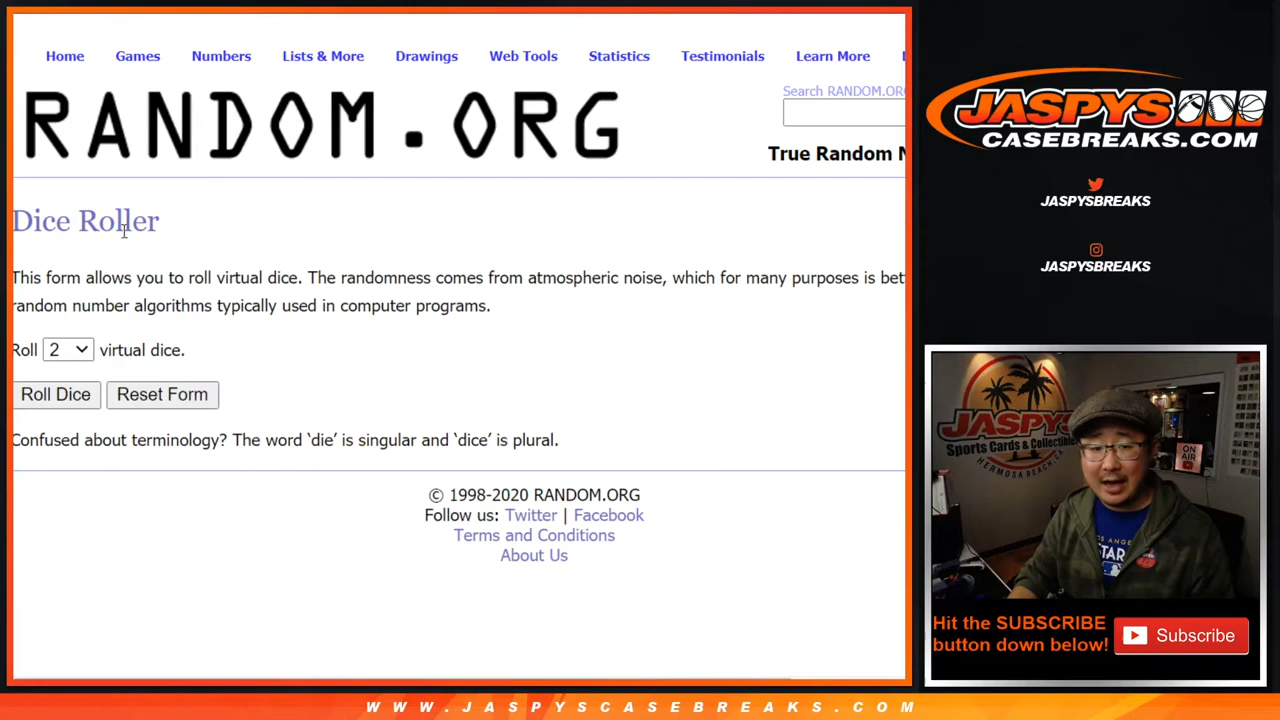 Home Games Numbers Lists & More Drawings Web Tools Statistics Testimonials Learn More
Search RANDOM.OR
RANDOM.ORG
True Random N
Dice Roller
This form allows you to roll virtual dice. The randomness comes from atmospheric noise, which for many purposes is bet
random number algorithms typically used in computer programs.
Roll 2 virtual dice.
Roll Dice Reset Form
Confused about terminology? The word ‘die’ is singular and ‘dice’ is plural.
© 1998-2020 RANDOM.ORG
Follow us: Twitter | Facebook
Terms and Conditions
About Us
JASPYS
CASEBREAKS.COM
JASPYSBREAKS
JASPYSBREAKS
JASPYS
Sports Cards & Collectibles
HERMOSA BEACH, CA
ON
AIR
Hit the SUBSCRIBE
button down below!
Subscribe
WWW.JASPYSCASEBREAKS.COM